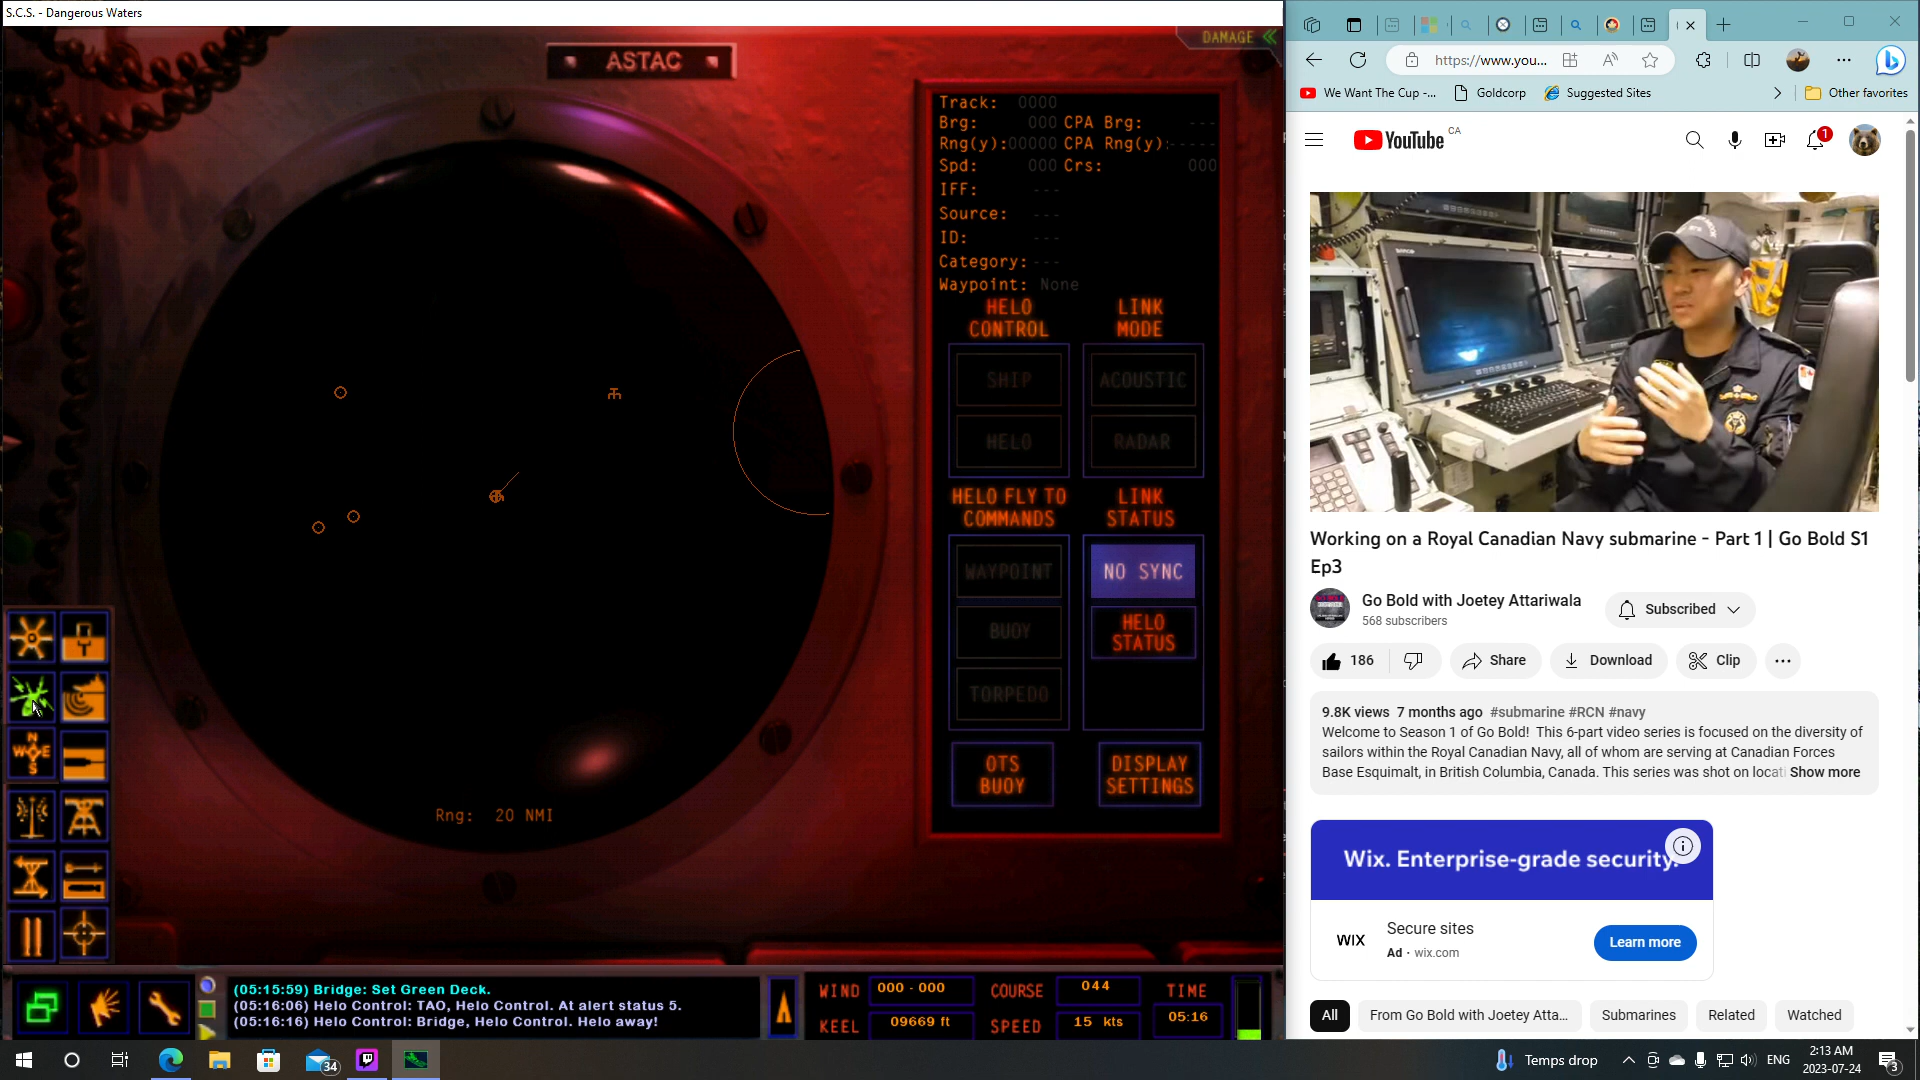 S.C.S. - Dangerous Waters
DAMAGE
ASTAC
Track: 0000
Brg: 000 CPA Brg: ---
Rng(y):00000 CPA Rng(y):-----
Spd: 000 Crs: 000
IFF: ---
Source: ---
ID: ---
Category: ---
Waypoint: None
HELO CONTROL
LINK MODE
SHIP
ACOUSTIC
HELO
RADAR
HELO FLY TO COMMANDS
LINK STATUS
WAYPOINT
NO SYNC
BUOY
HELO STATUS
TORPEDO
OTS BUOY
DISPLAY SETTINGS
Rng: 20 NMI
N
W E
S
(05:15:59) Bridge: Set Green Deck.
(05:16:06) Helo Control: TAO, Helo Control. At alert status 5.
(05:16:16) Helo Control: Bridge, Helo Control. Helo away!
WIND 000 - 000 COURSE 044 TIME
KEEL 09669 ft SPEED 15 kts 05:16
https://www.you...
We Want The Cup -...
Goldcorp
Suggested Sites
Other favorites
YouTube CA
1
Working on a Royal Canadian Navy submarine - Part 1 | Go Bold S1
Ep3
Go Bold with Joetey Attariwala
568 subscribers
Subscribed
186
Share
Download
Clip
9.8K views 7 months ago #submarine #RCN #navy
Welcome to Season 1 of Go Bold! This 6-part video series is focused on the diversity of
sailors within the Royal Canadian Navy, all of whom are serving at Canadian Forces
Base Esquimalt, in British Columbia, Canada. This series was shot on locati Show more
Wix. Enterprise-grade security.
WIX
Secure sites
Ad · wix.com
Learn more
All
From Go Bold with Joetey Atta...
Submarines
Related
Watched
34
Temps drop
ENG
2:13 AM
2023-07-24
3